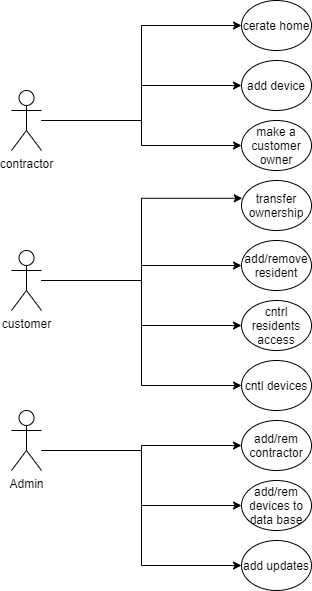 cerate home
add device
make a
customer
owner
contractor
transfer
ownership
add/remove
resident
cntrl
residents
access
customer
cntl devices
add/rem
contractor
Admin
add/rem
devices to
data base
add updates